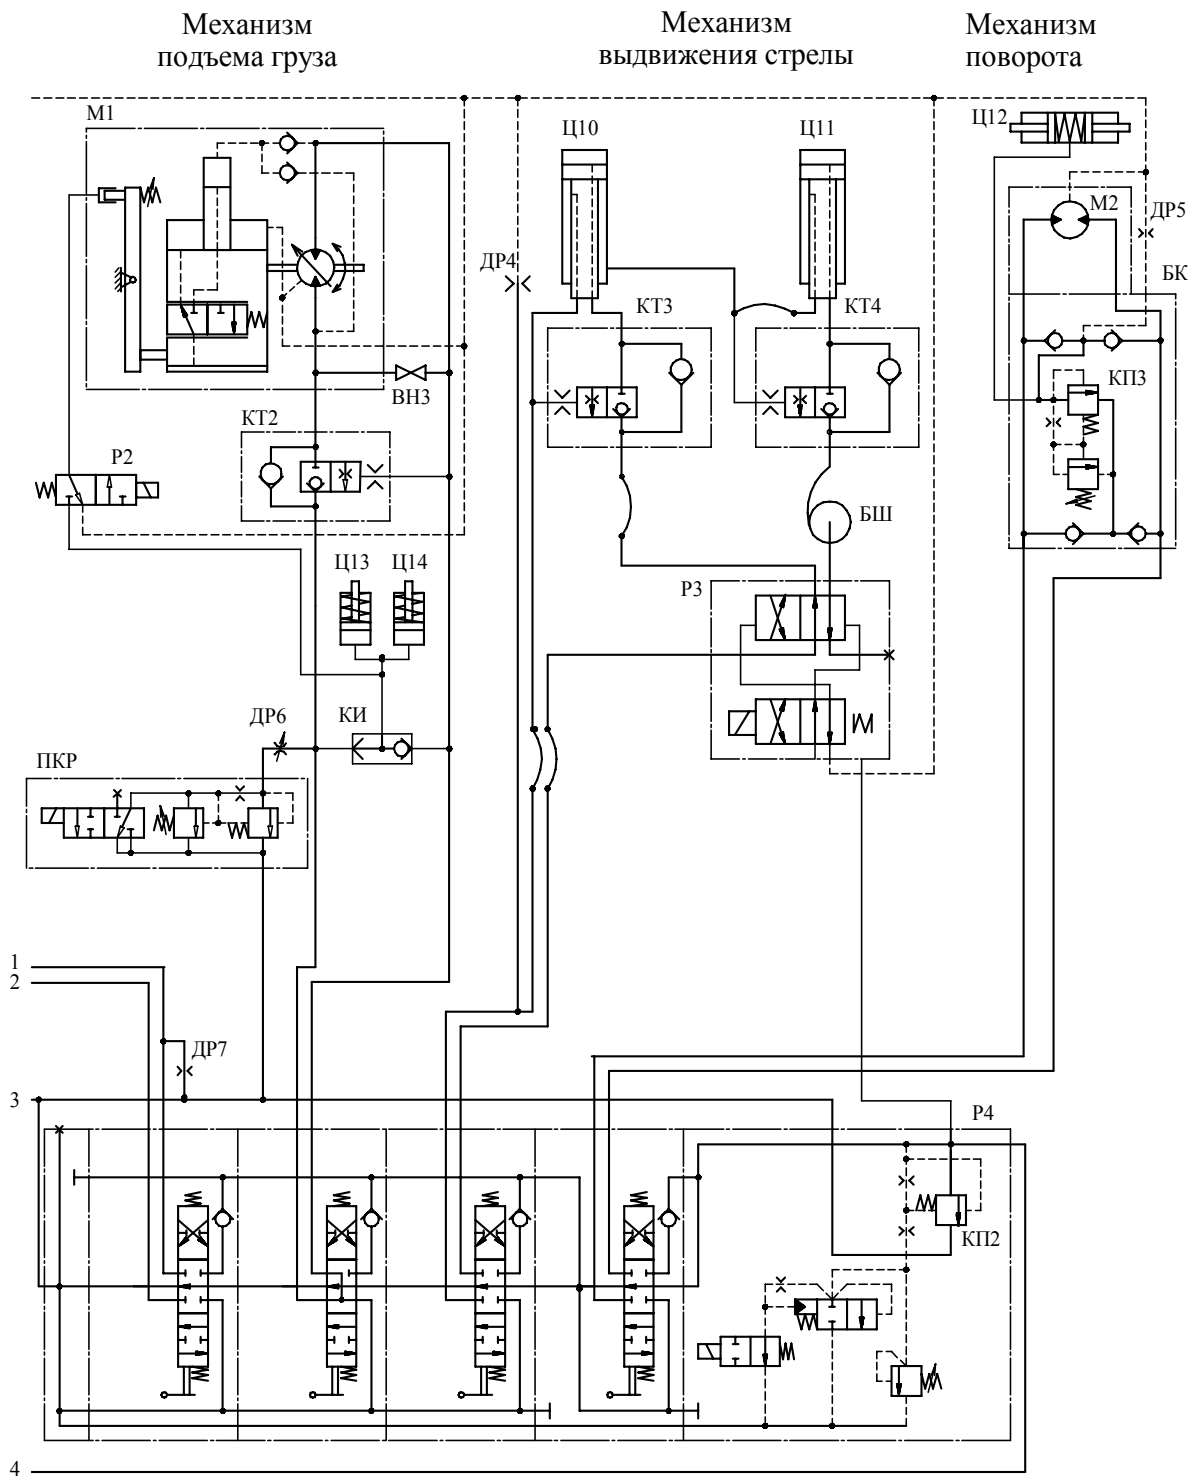 Механизм
подъема груза
Механизм
выдвижения стрелы
Механизм
поворота
М1
Ц10
Ц11
Ц12
М2
ДР5
БК
ДР4
КТ3
КТ4
КП3
ВН3
КТ2
Р2
БШ
Ц13
Ц14
Р3
ДР6
КИ
ПКР
1
2
ДР7
3
Р4
КП2
4